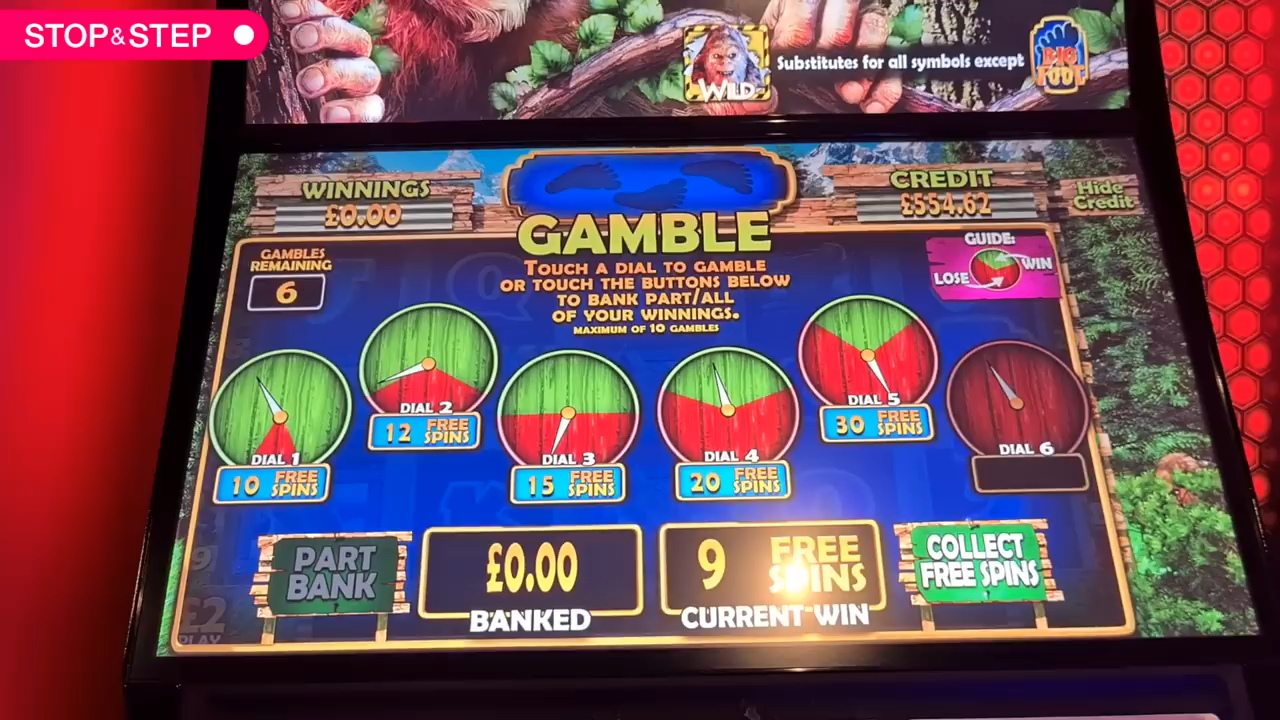 STOP&STEP
WILD
Substitutes for all symbols except
BIG
FOOT
WINNINGS
£0.00
CREDIT
£554.62
Hide
Credit
GAMBLE
GAMBLES
REMAINING
6
TOUCH A DIAL TO GAMBLE
OR TOUCH THE BUTTONS BELOW
TO BANK PART/ALL
OF YOUR WINNINGS.
MAXIMUM OF 10 GAMBLES
GUIDE:
LOSE
WIN
DIAL 1
10 FREE SPINS
DIAL 2
12 FREE SPINS
DIAL 3
15 FREE SPINS
DIAL 4
20 FREE SPINS
DIAL 5
30 FREE SPINS
DIAL 6
PART
BANK
£0.00
BANKED
9 FREE SPINS
CURRENT WIN
COLLECT
FREE SPINS
9
£2
PLAY